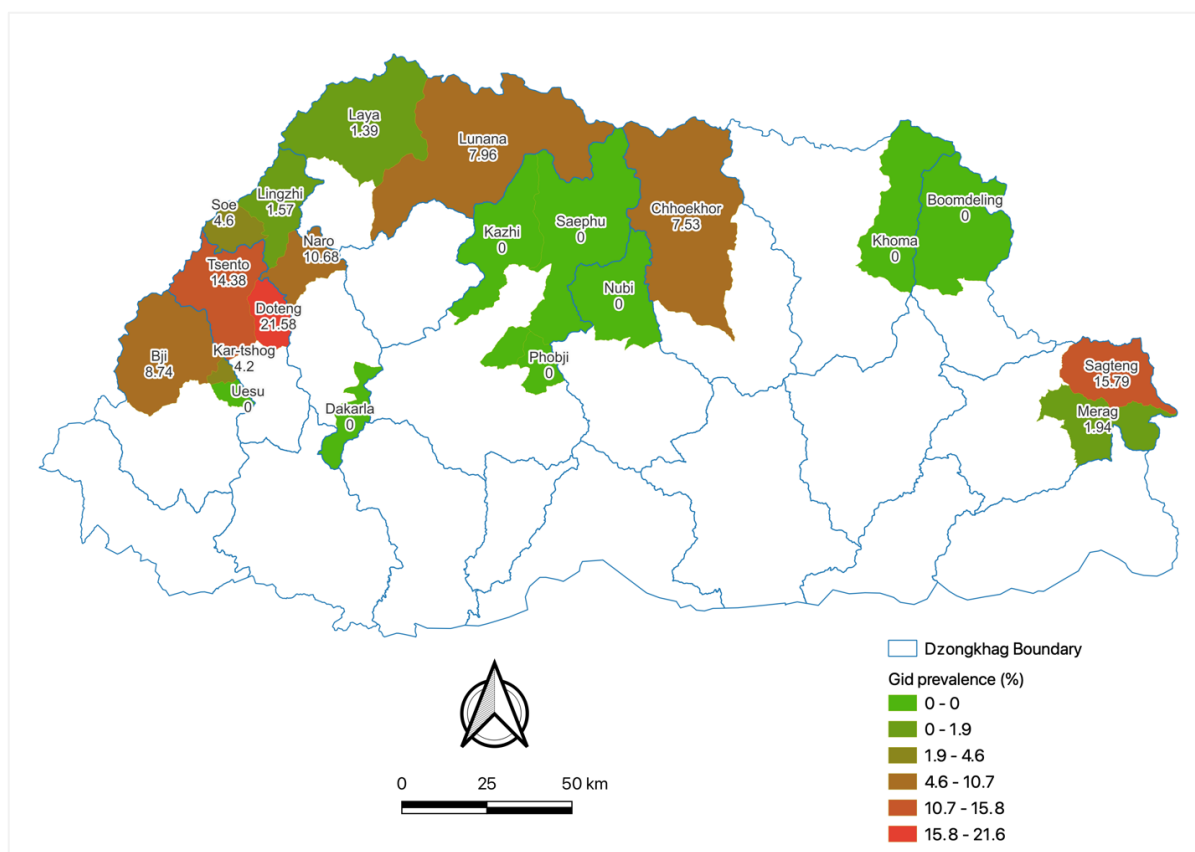 Laya
1.39
Lunana
7.96
Lingzhi
1.57
Soe
4.6
Naro
10.68
Tsento
14.38
Doteng
21.58
Bji
8.74
Kar-tshog
4.2
Uesu
0
Dakarla
0
Kazhi
0
Saephu
0
Nubi
0
Phobji
0
Chhoekhor
7.53
Khoma
0
Boomdeling
0
Sagteng
15.79
Merag
1.94
Dzongkhag Boundary
Gid prevalence (%)
0 - 0
0 - 1.9
1.9 - 4.6
4.6 - 10.7
10.7 - 15.8
15.8 - 21.6
0 25 50 km